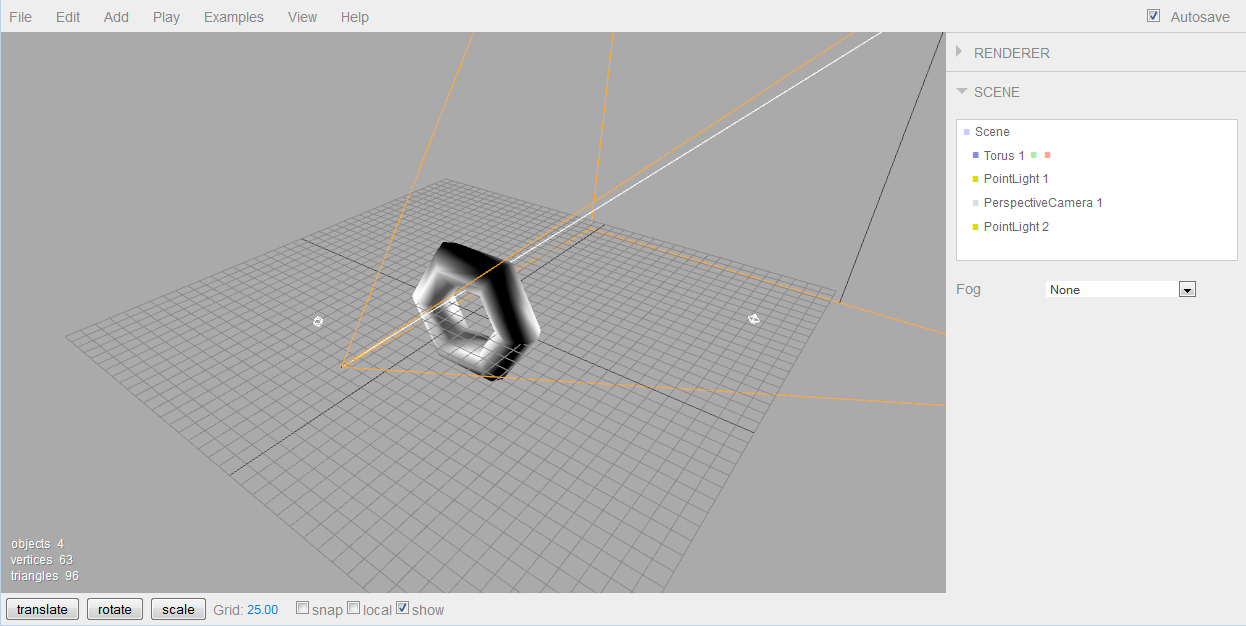 File Edit Add Play Examples View Help Autosave
RENDERER
SCENE
Scene
Torus 1
PointLight 1
PerspectiveCamera 1
PointLight 2
Fog None
objects 4
vertices 63
triangles 96
translate rotate scale Grid: 25.00 snap local show